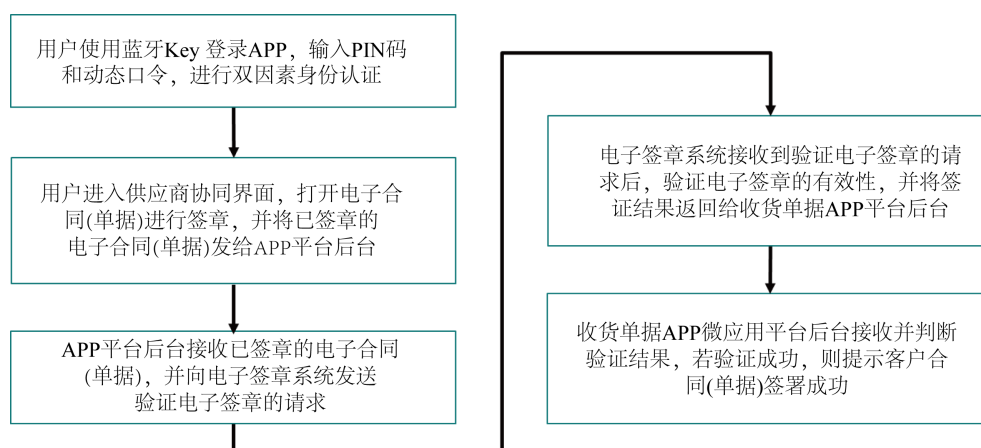 用户使用蓝牙Key 登录APP，输入PIN码
和动态口令，进行双因素身份认证
用户进入供应商协同界面，打开电子合
同(单据)进行签章，并将已签章的
电子合同(单据)发给APP平台后台
APP平台后台接收已签章的电子合同
(单据)，并向电子签章系统发送
验证电子签章的请求
电子签章系统接收到验证电子签章的请
求后，验证电子签章的有效性，并将签
证结果返回给收货单据APP平台后台
收货单据APP微应用平台后台接收并判断
验证结果，若验证成功，则提示客户合
同(单据)签署成功